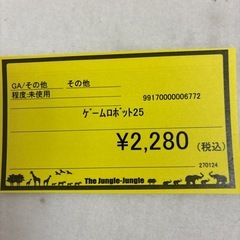 GA/その他 その他
程度:未使用 99170000006772
ｹﾞｰﾑﾛﾎﾞｯﾄ25
¥2,280 (税込)
270124
The Jungle-Jungle